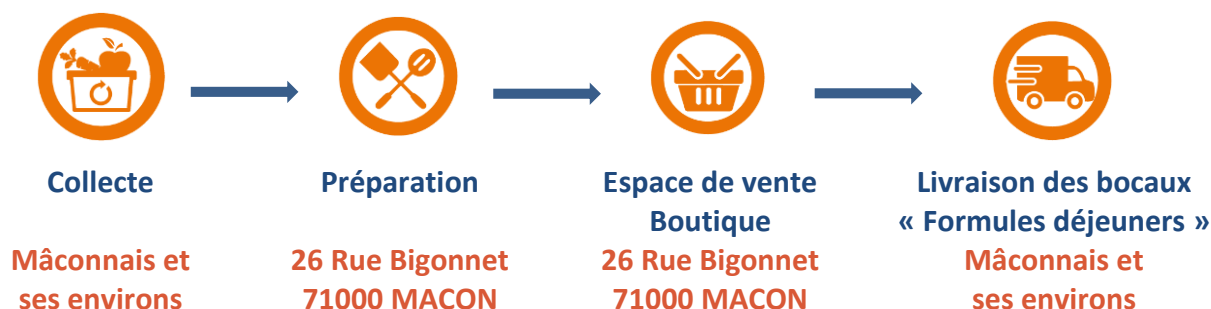 Collecte
Mâconnais et
ses environs
Préparation
26 Rue Bigonnet
71000 MACON
Espace de vente
Boutique
26 Rue Bigonnet
71000 MACON
Livraison des bocaux
« Formules déjeuners »
Mâconnais et
ses environs